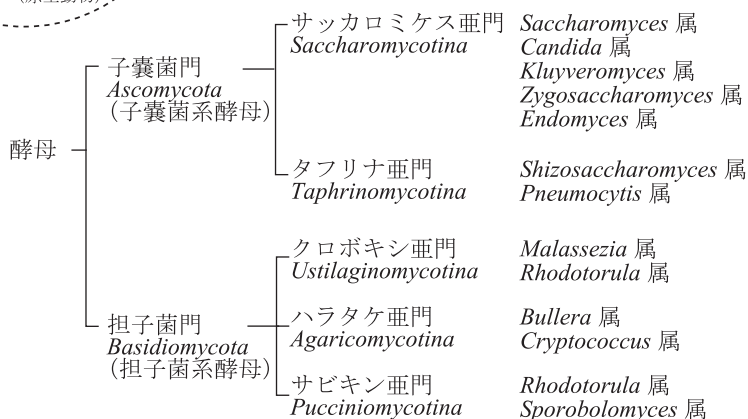 (原生動物)
サッカロミケス亜門 Saccharomyces 属
Saccharomycotina Candida 属
Kluyveromyces 属
Zygosaccharomyces 属
Endomyces 属
子嚢菌門
Ascomycota
(子嚢菌系酵母)
酵母
タフリナ亜門 Shizosaccharomyces 属
Taphrinomycotina Pneumocytis 属
クロボキシ亜門 Malassezia 属
Ustilaginomycotina Rhodotorula 属
担子菌門
Basidiomycota
(担子菌系酵母)
ハラタケ亜門 Bullera 属
Agaricomycotina Cryptococcus 属
サビキン亜門 Rhodotorula 属
Pucciniomycotina Sporobolomyces 属